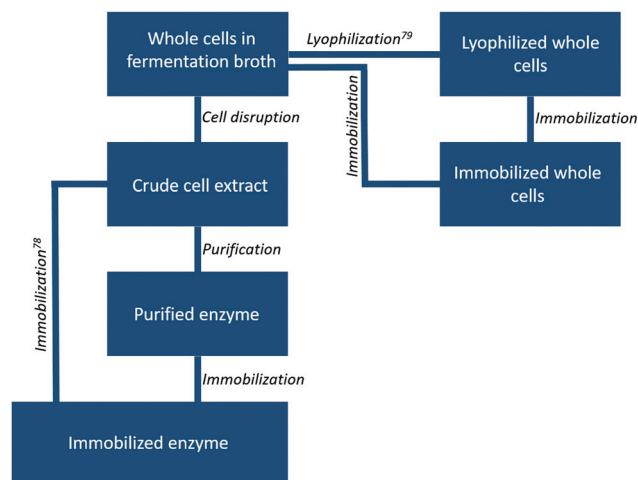 Whole cells in
fermentation broth
Lyophilization⁷⁹
Lyophilized whole
cells
Immobilization
Cell disruption
Immobilization
Crude cell extract
Immobilized whole
cells
Immobilization⁷⁸
Purification
Purified enzyme
Immobilization
Immobilized enzyme